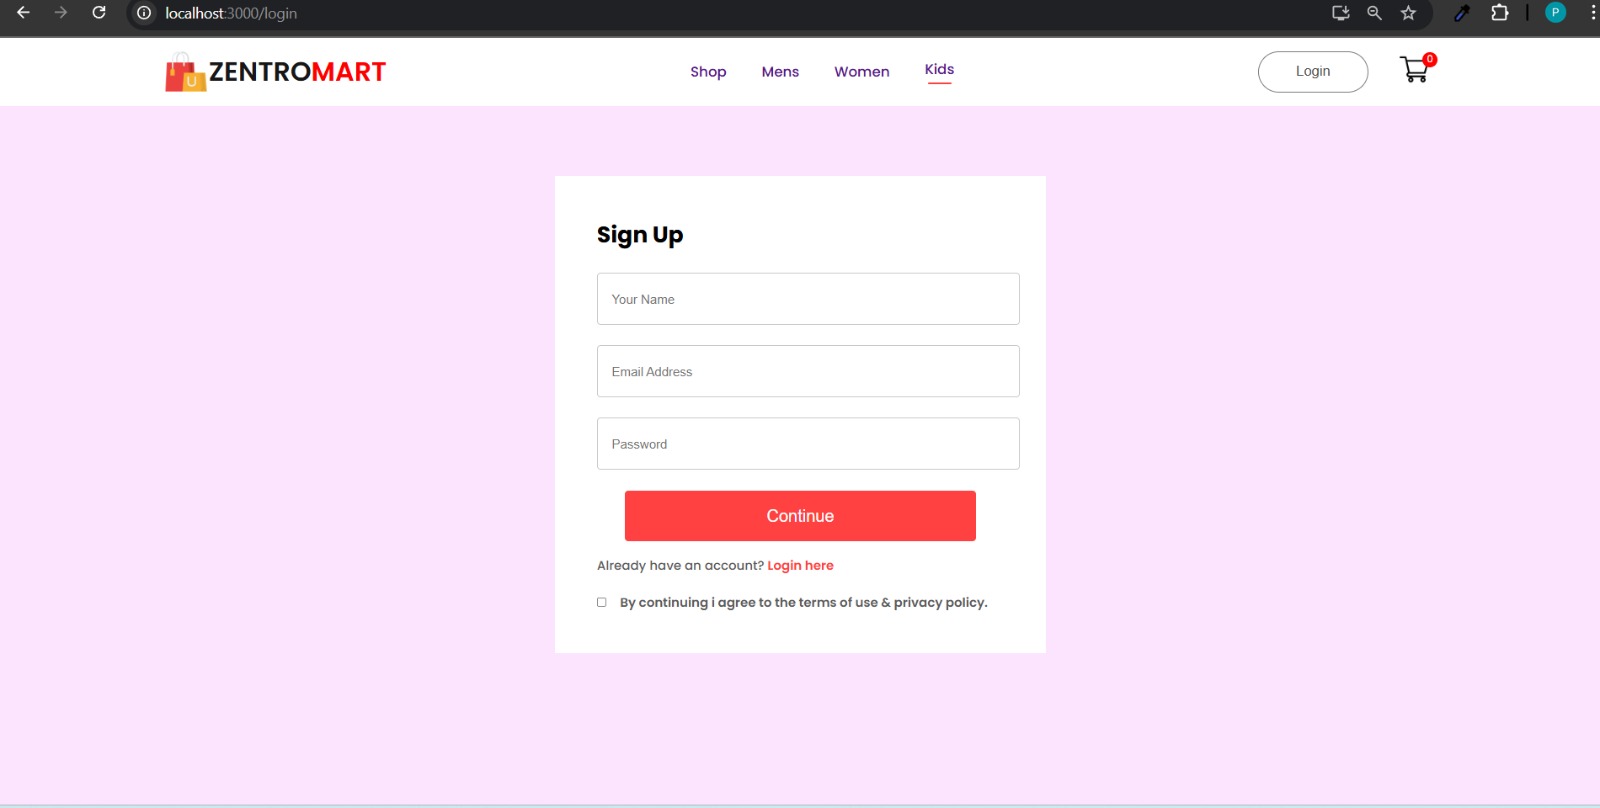 localhost:3000/login
P
ZENTROMART
Shop Mens Women Kids
Login
0
U
Sign Up
Your Name
Email Address
Password
Continue
Already have an account? Login here
By continuing i agree to the terms of use & privacy policy.